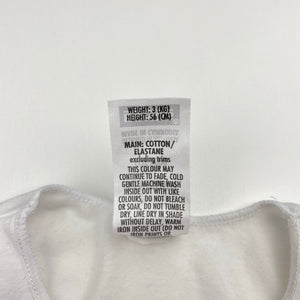 WEIGHT: 3 (KG)
HEIGHT: 56 (CM)
MADE IN CAMBODIA
MAIN: COTTON/
ELASTANE
excluding trims
THIS COLOUR MAY
CONTINUE TO FADE, COLD
GENTLE MACHINE WASH
INSIDE OUT WITH LIKE
COLOURS, DO NOT BLEACH
OR SOAK, DO NOT TUMBLE
DRY, LINE DRY IN SHADE
WITHOUT DELAY, WARM
IRON INSIDE OUT (DO NOT
IRON PRINTS OR